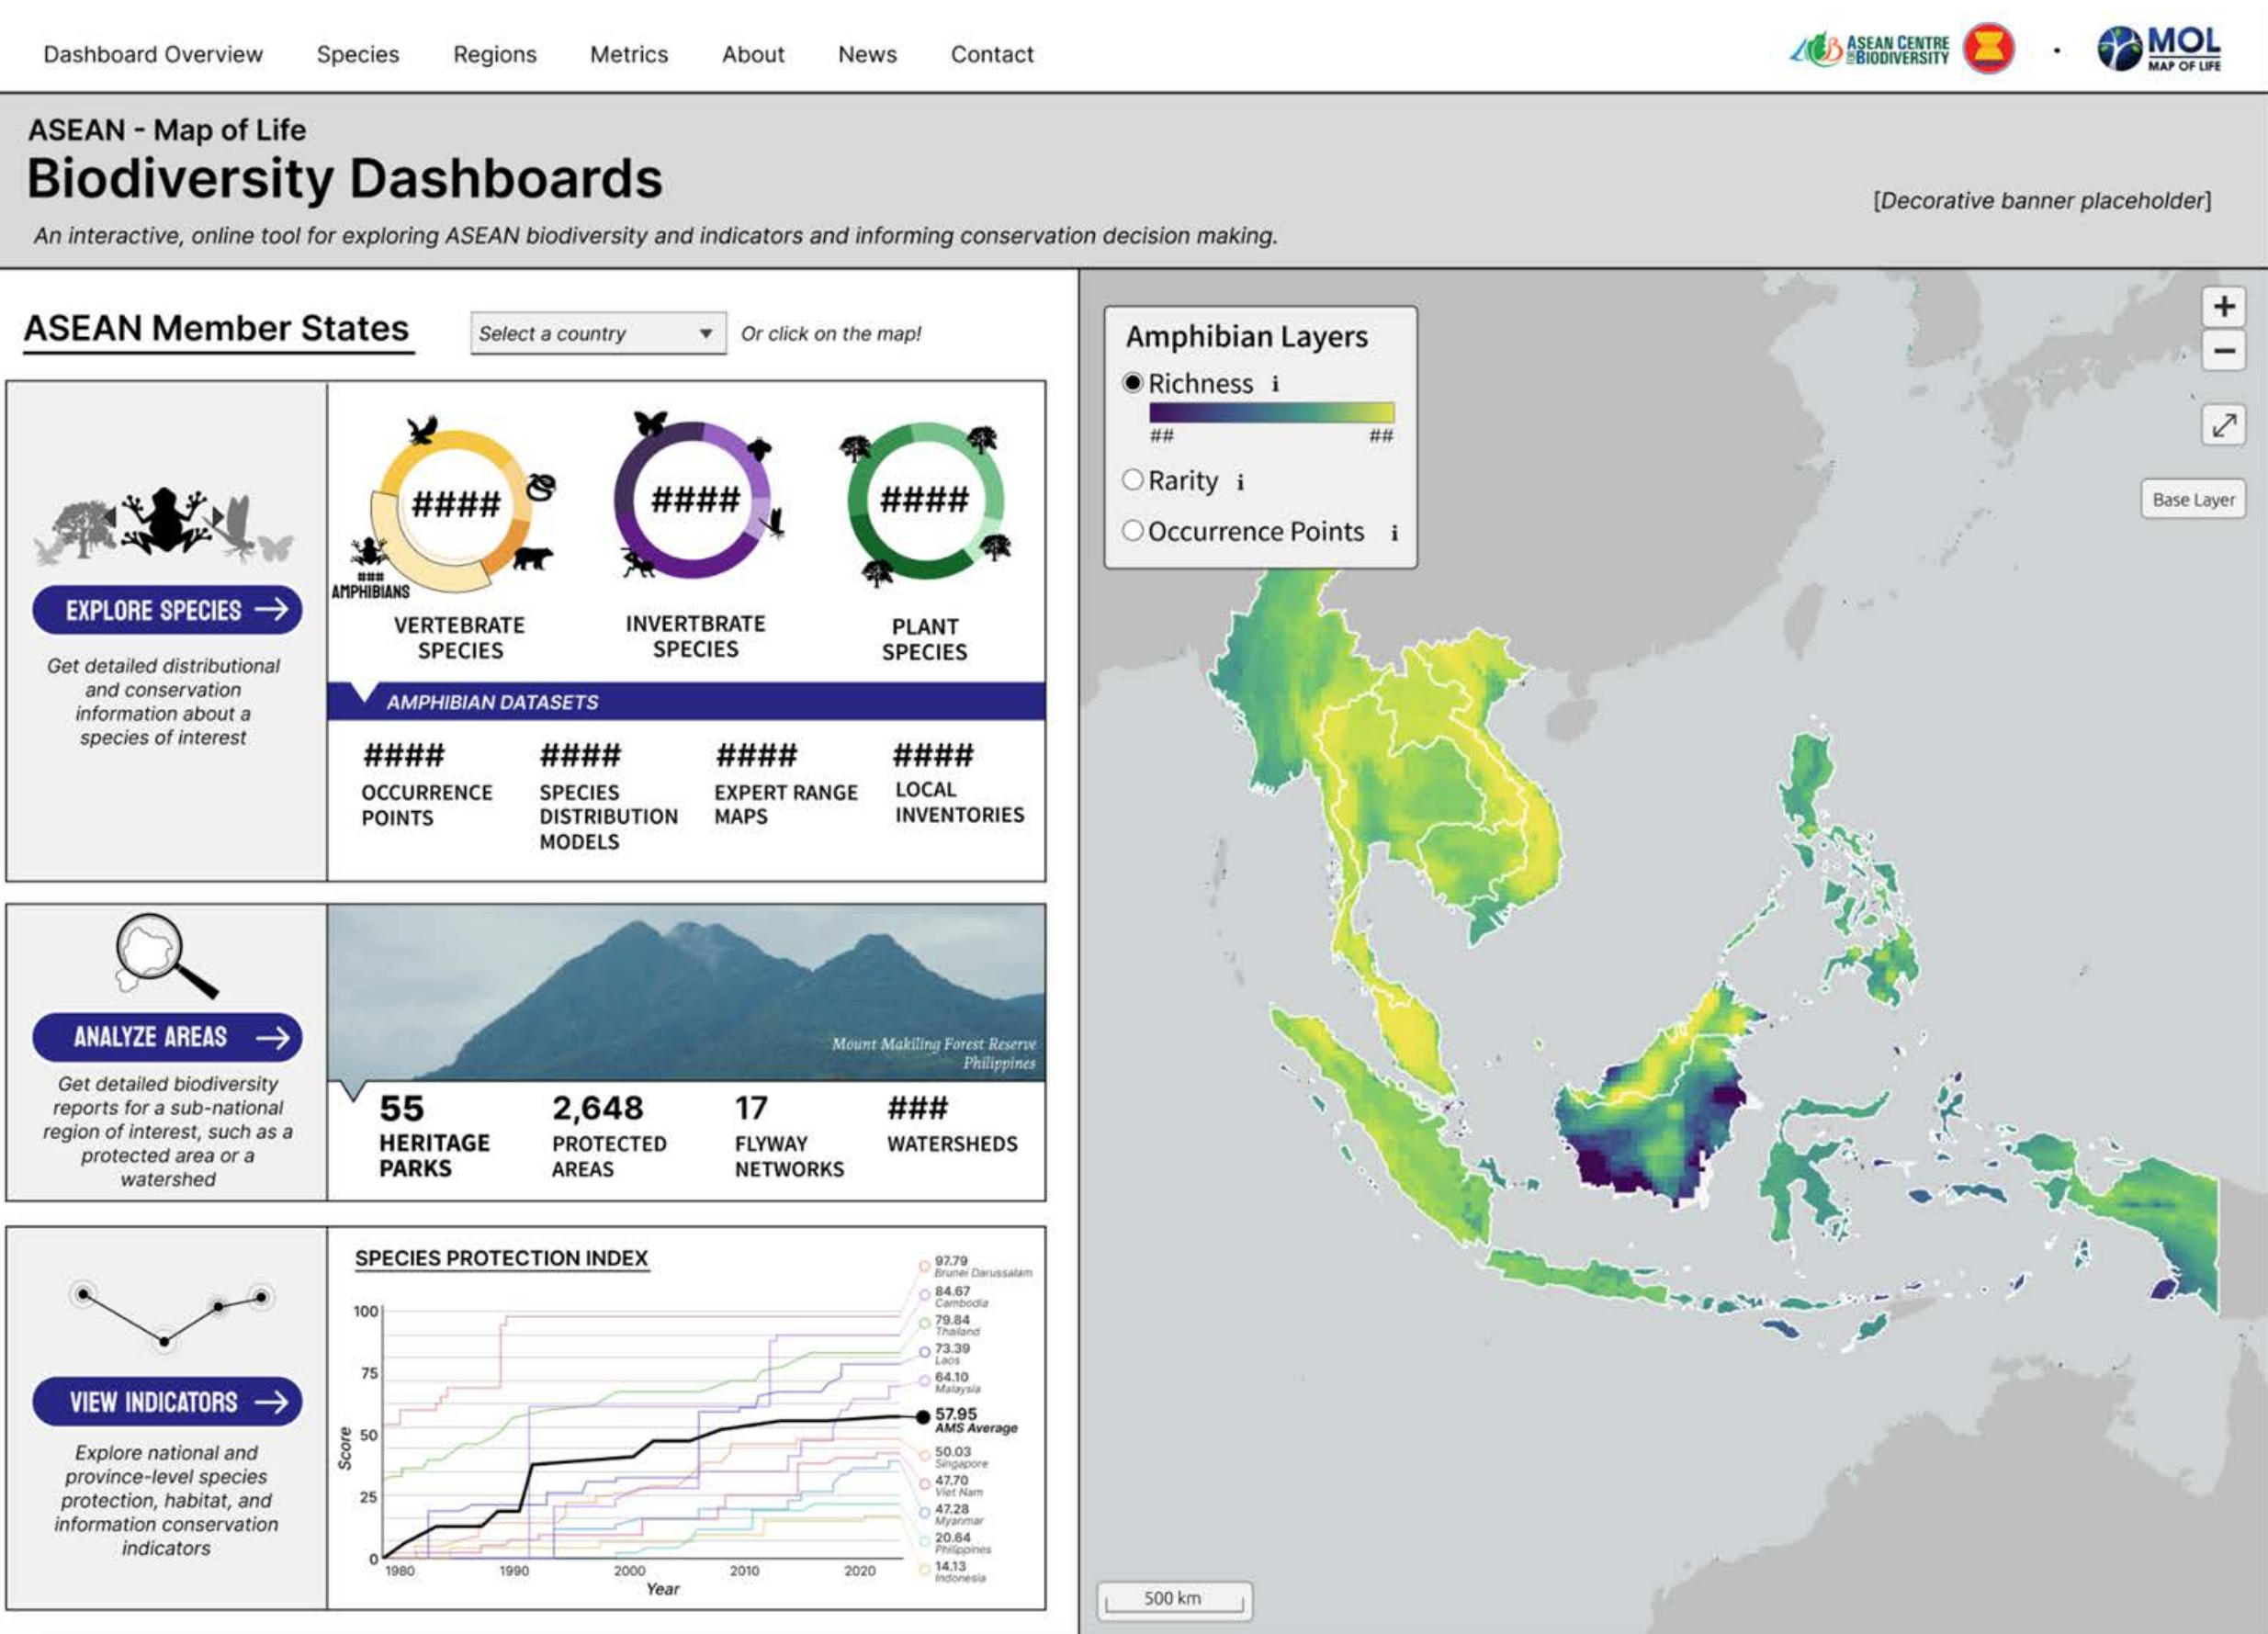 Dashboard Overview Species Regions Metrics About News Contact
ASEAN CENTRE
FOR BIODIVERSITY
MOL
MAP OF LIFE
ASEAN - Map of Life
Biodiversity Dashboards
An interactive, online tool for exploring ASEAN biodiversity and indicators and informing conservation decision making.
[Decorative banner placeholder]
ASEAN Member States
Select a country
Or click on the map!
EXPLORE SPECIES
Get detailed distributional
and conservation
information about a
species of interest
####
###
AMPHIBIANS
VERTEBRATE
SPECIES
####
INVERTBRATE
SPECIES
####
PLANT
SPECIES
AMPHIBIAN DATASETS
####
OCCURRENCE
POINTS
####
SPECIES
DISTRIBUTION
MODELS
####
EXPERT RANGE
MAPS
####
LOCAL
INVENTORIES
ANALYZE AREAS
Get detailed biodiversity
reports for a sub-national
region of interest, such as a
protected area or a
watershed
Mount Makiling Forest Reserve
Philippines
55
HERITAGE
PARKS
2,648
PROTECTED
AREAS
17
FLYWAY
NETWORKS
###
WATERSHEDS
VIEW INDICATORS
Explore national and
province-level species
protection, habitat, and
information conservation
indicators
SPECIES PROTECTION INDEX
Score
100
75
50
25
0
1980 1990 2000 2010 2020
Year
97.79
Brunei Darussalam
84.67
Cambodia
79.84
Thailand
73.39
Laos
64.10
Malaysia
57.95
AMS Average
50.03
Singapore
47.70
Viet Nam
47.28
Myanmar
20.64
Philippines
14.13
Indonesia
Amphibian Layers
Richness i
## ##
Rarity i
Occurrence Points i
+
−
Base Layer
500 km